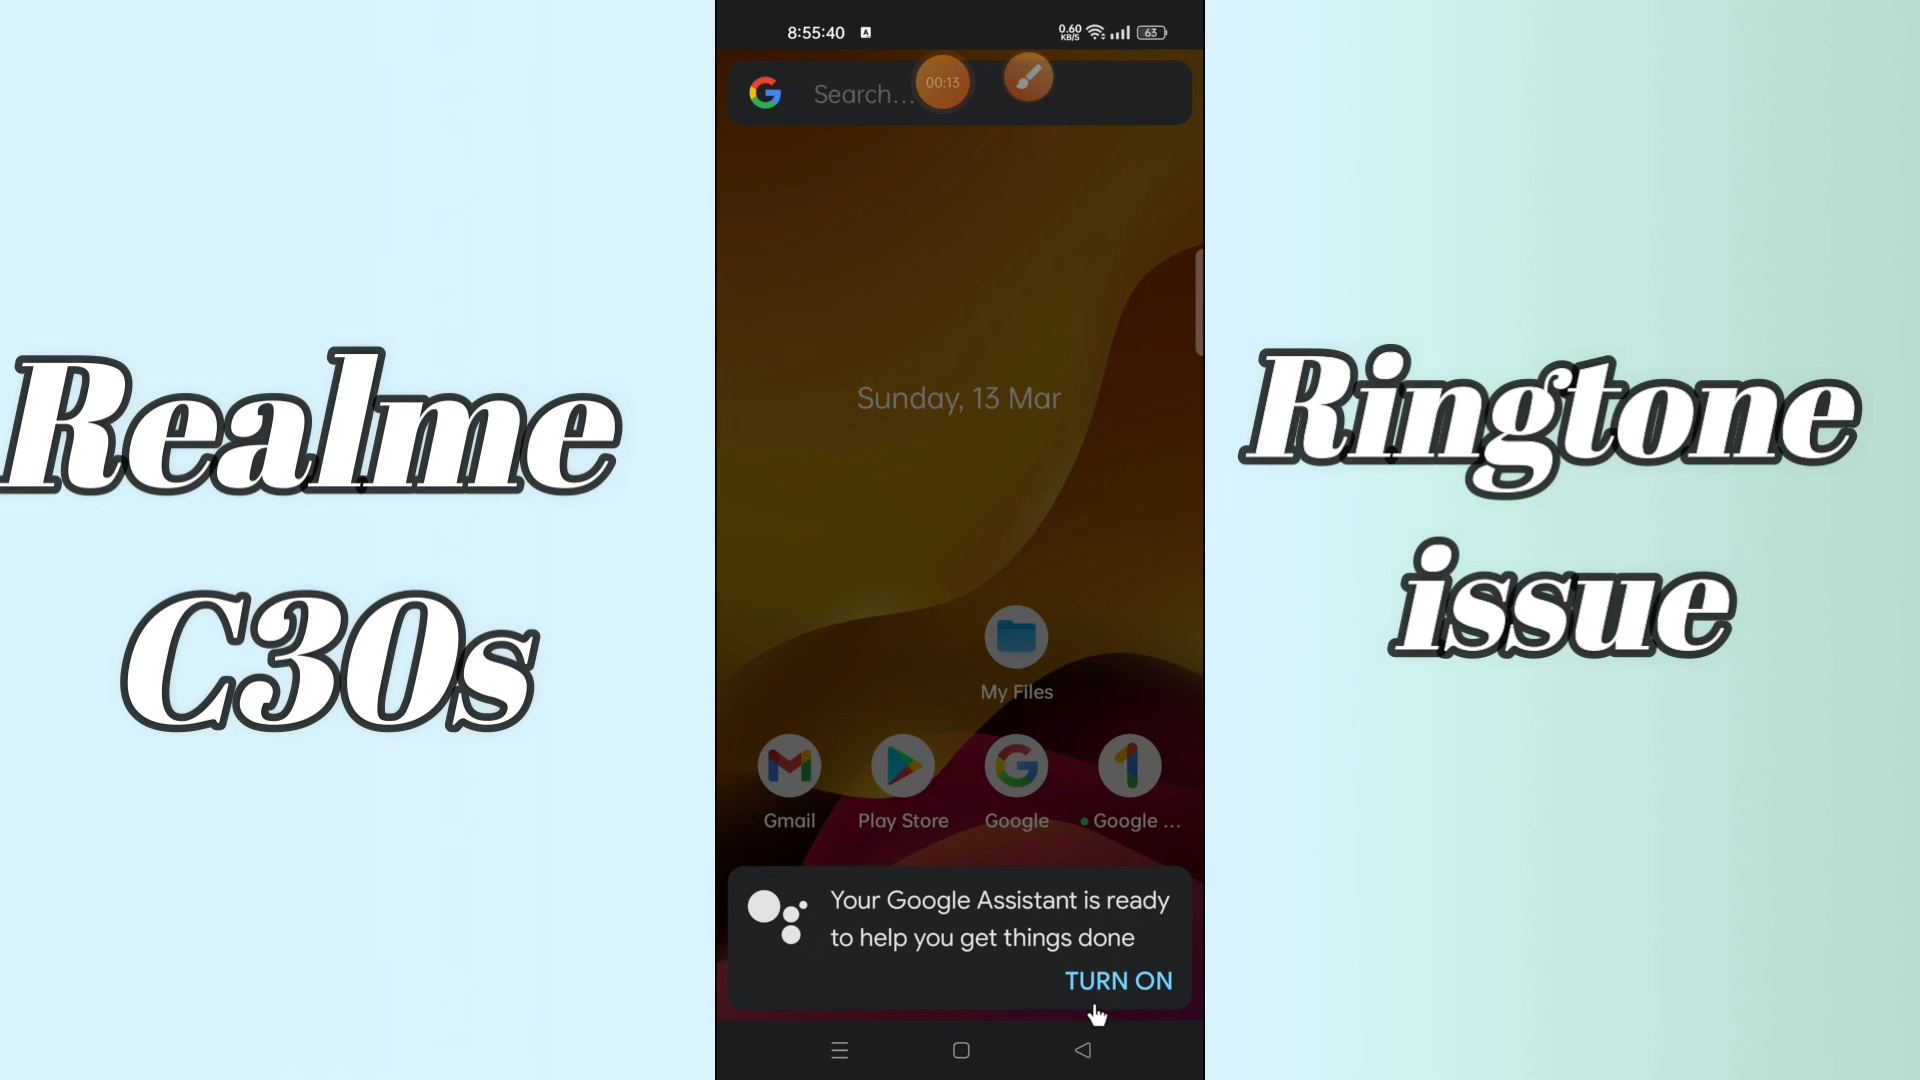 8:55:40
0.60
KB/S
63
Search...
00:13
Realme
C30s
Sunday, 13 Mar
Ringtone
issue
My Files
Gmail
Play Store
Google
Google ...
Your Google Assistant is ready
to help you get things done
TURN ON